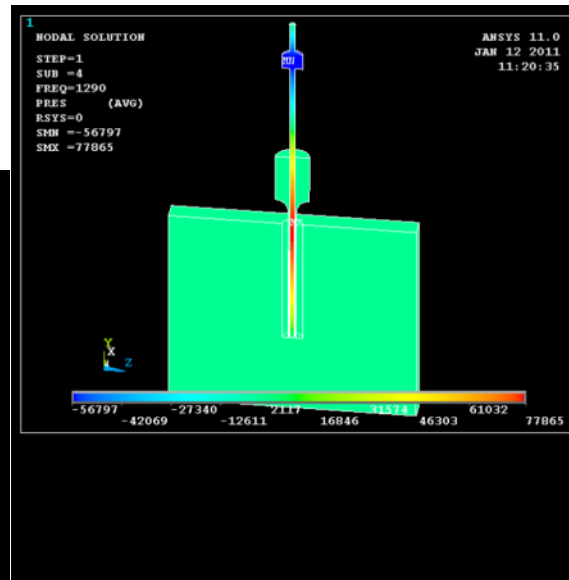 1
NODAL SOLUTION
STEP=1
SUB =4
FREQ=1290
PRES (AVG)
RSYS=0
SMN =-56797
SMX =77865
ANSYS 11.0
JAN 12 2011
11:20:35
MN
Y
X
Z
-56797 -27340 2117 31574 61032
-42069 -12611 16846 46303 77865